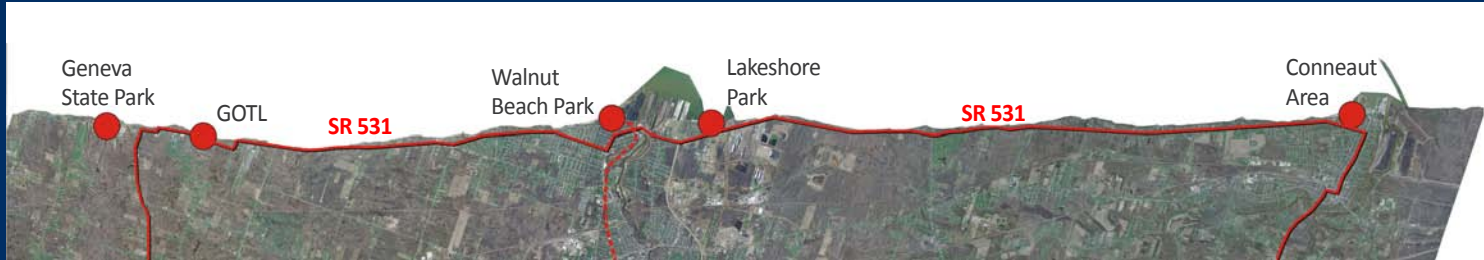 Geneva
State Park
GOTL
SR 531
Walnut
Beach Park
Lakeshore
Park
SR 531
Conneaut
Area